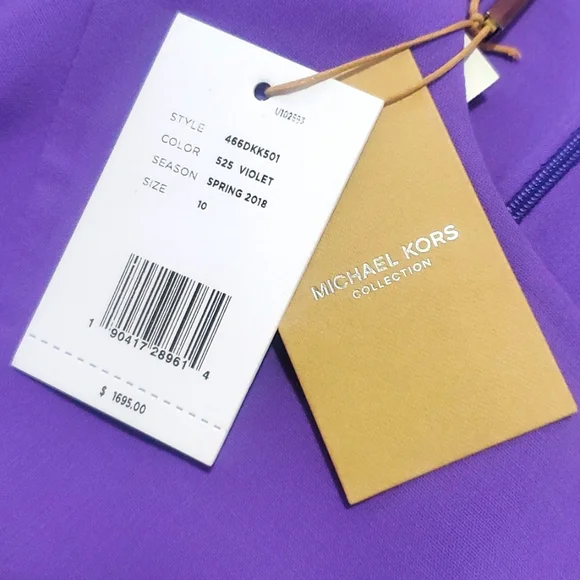 U102593
STYLE 466DKK501
COLOR 525 VIOLET
SEASON SPRING 2018
SIZE 10
1 90417 28961 4
$ 1695.00
MICHAEL KORS
COLLECTION